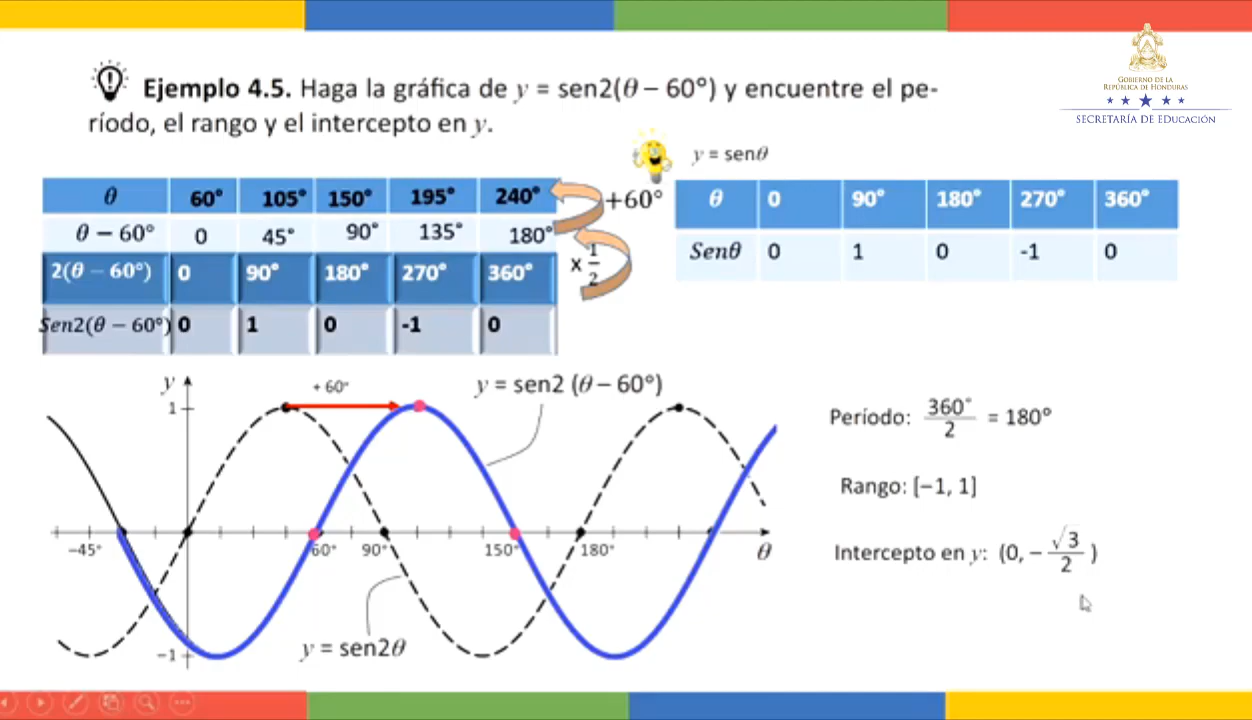 Ejemplo 4.5. Haga la gráfica de y = sen2(θ – 60°) y encuentre el pe-
ríodo, el rango y el intercepto en y.
GOBIERNO DE LA
REPÚBLICA DE HONDURAS
SECRETARÍA DE EDUCACIÓN
θ 60° 105° 150° 195° 240°
θ − 60° 0 45° 90° 135° 180°
2(θ − 60°) 0 90° 180° 270° 360°
Sen2(θ − 60°) 0 1 0 -1 0
+60°
x 1/2
y = senθ
θ 0 90° 180° 270° 360°
Senθ 0 1 0 -1 0
y
+ 60°
y = sen2 (θ – 60°)
1
–45° 60° 90° 150° 180° θ
y = sen2θ
–1
Período: 360°/2 = 180°
Rango: [–1, 1]
Intercepto en y: (0, – √3/2 )